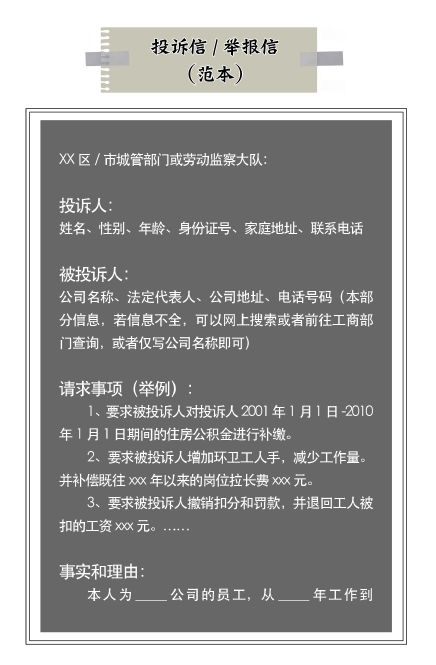 投诉信 / 举报信
（范本）
XX 区 / 市城管部门或劳动监察大队：
投诉人：
姓名、性别、年龄、身份证号、家庭地址、联系电话
被投诉人：
公司名称、法定代表人、公司地址、电话号码（本部
分信息，若信息不全，可以网上搜索或者前往工商部
门查询，或者仅写公司名称即可）
请求事项（举例）：
1、要求被投诉人对投诉人 2001 年 1 月 1 日 -2010
年 1 月 1 日期间的住房公积金进行补缴。
2、要求被投诉人增加环卫工人手，减少工作量。
并补偿既往 xxx 年以来的岗位拉长费 xxx 元。
3、要求被投诉人撤销扣分和罚款，并退回工人被
扣的工资 xxx 元。……
事实和理由：
本人为 _____ 公司的员工，从 _____ 年工作到